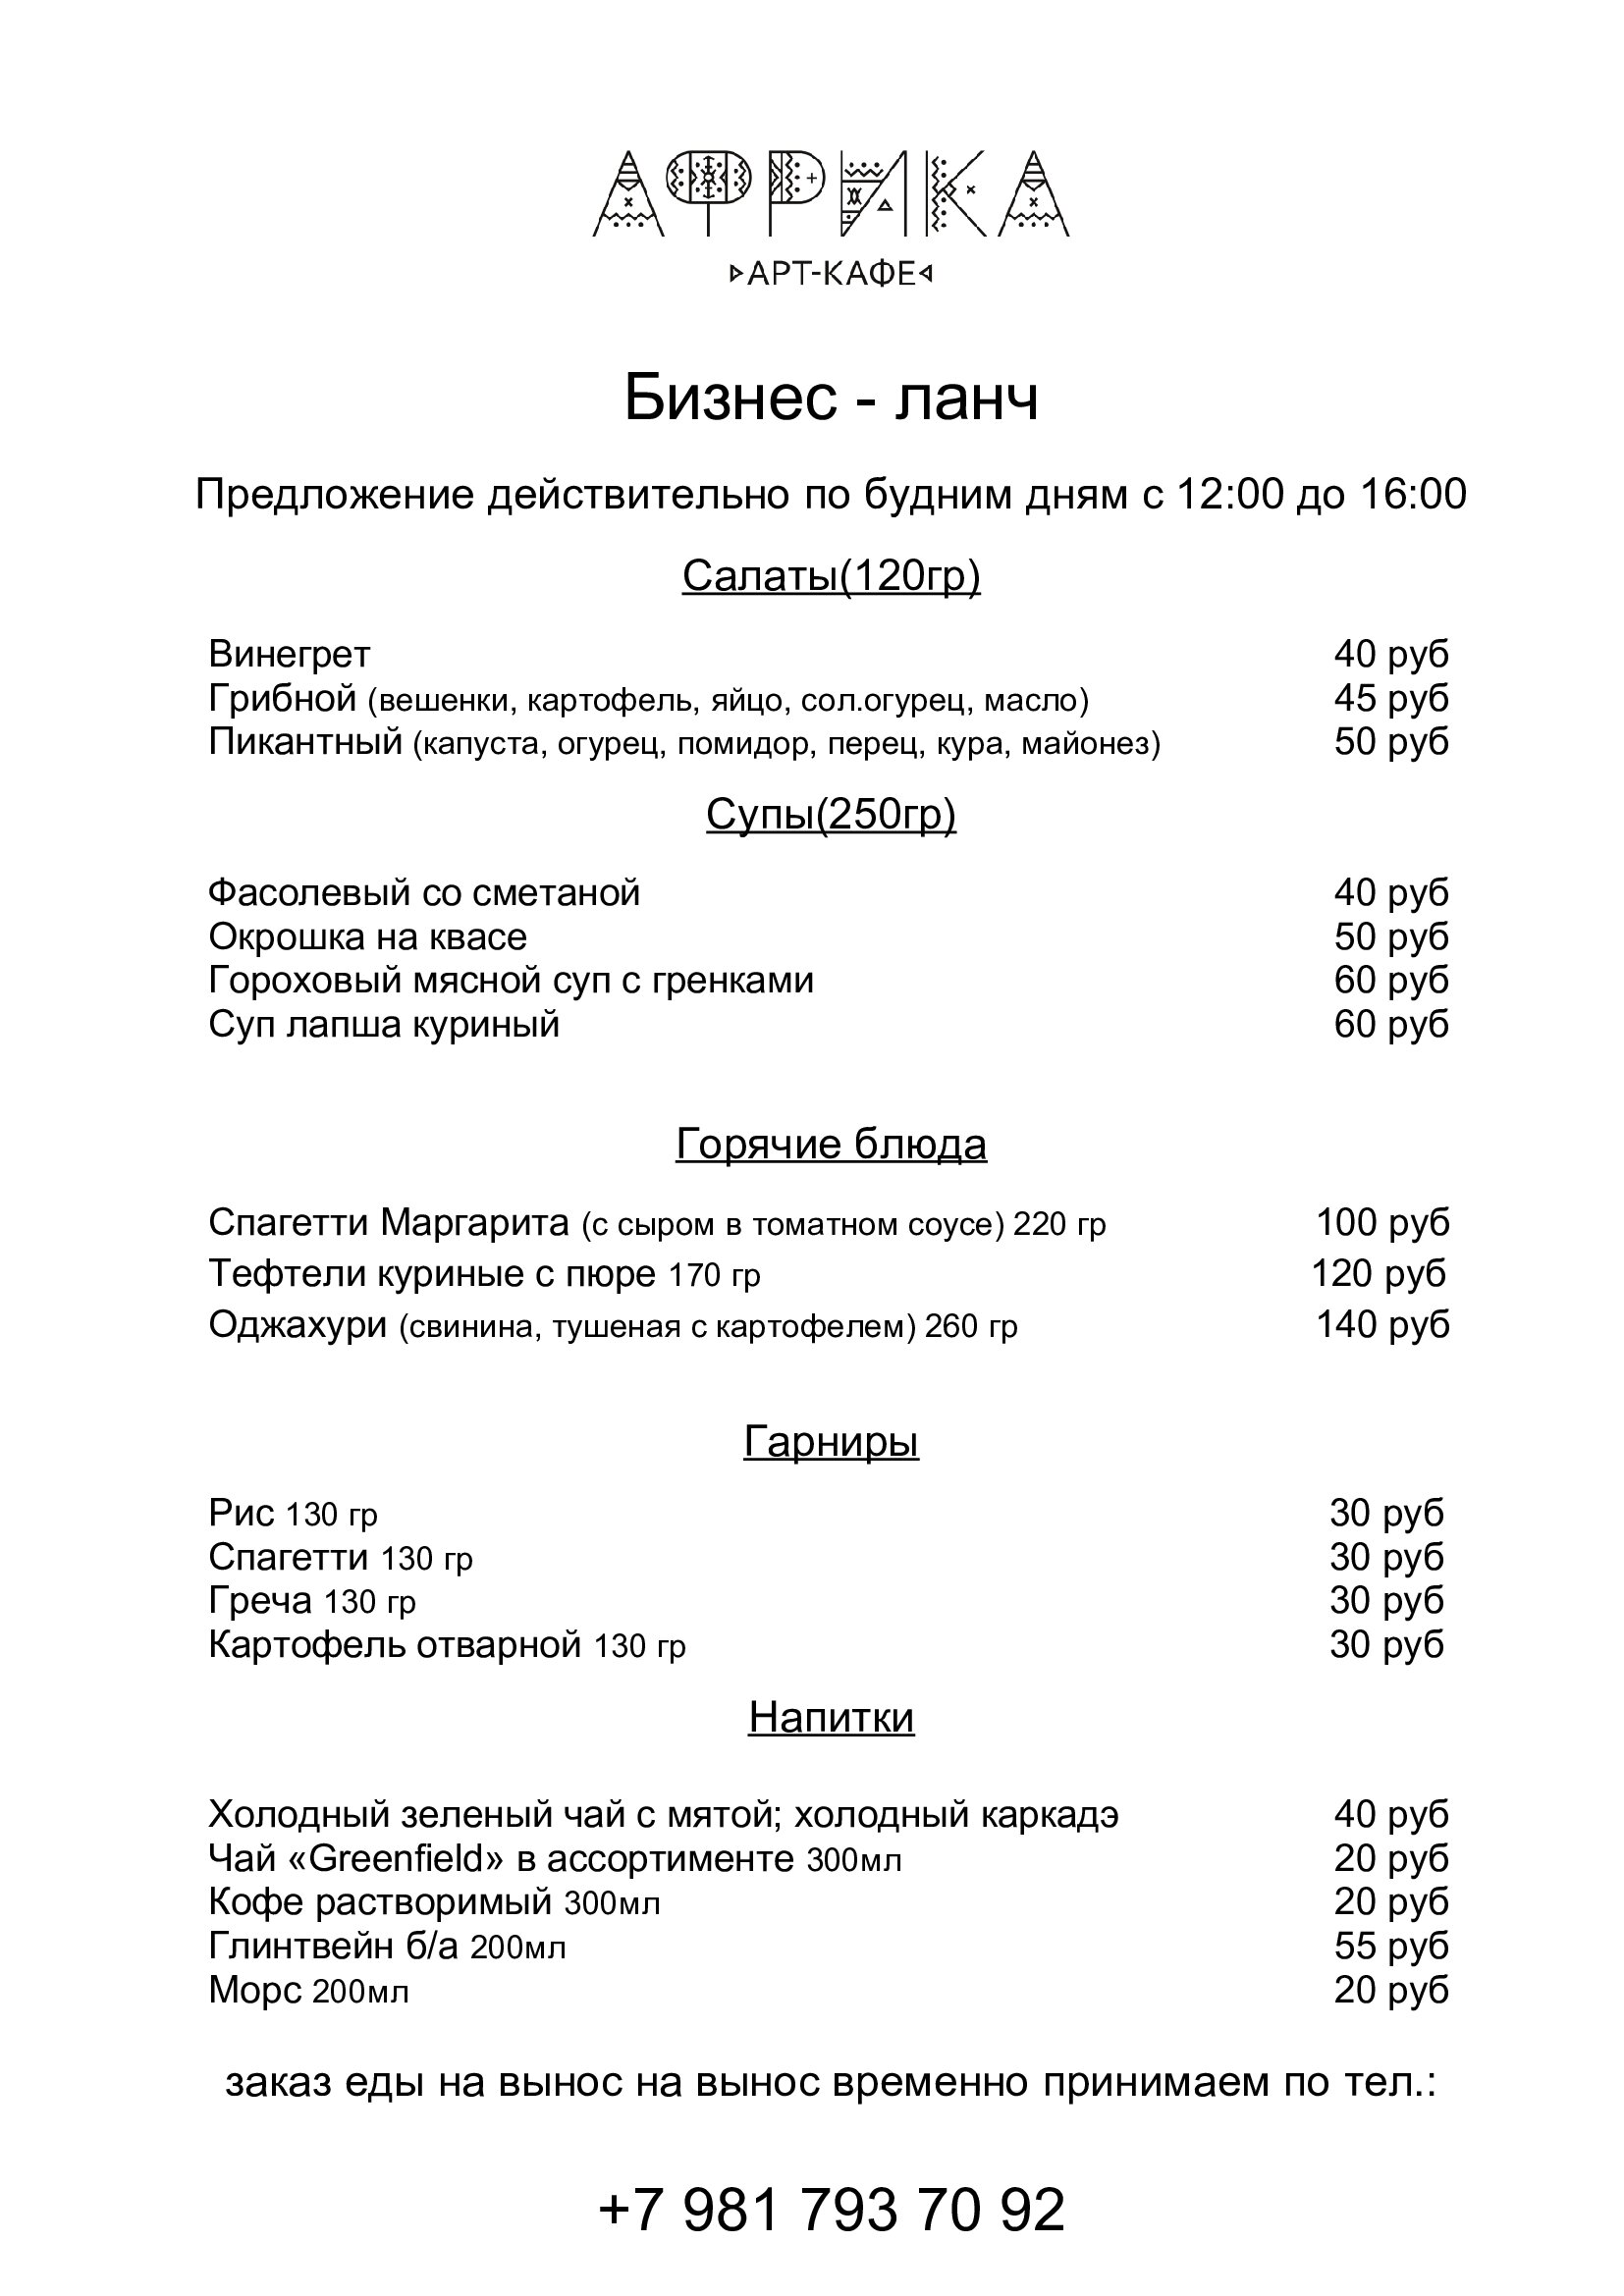 АФРИКА
АРТ-КАФЕ
Бизнес - ланч
Предложение действительно по будним дням с 12:00 до 16:00
Салаты(120гр)
Винегрет 40 руб
Грибной (вешенки, картофель, яйцо, сол.огурец, масло) 45 руб
Пикантный (капуста, огурец, помидор, перец, кура, майонез) 50 руб
Супы(250гр)
Фасолевый со сметаной 40 руб
Окрошка на квасе 50 руб
Гороховый мясной суп с гренками 60 руб
Суп лапша куриный 60 руб
Горячие блюда
Спагетти Маргарита (с сыром в томатном соусе) 220 гр 100 руб
Тефтели куриные с пюре 170 гр 120 руб
Оджахури (свинина, тушеная с картофелем) 260 гр 140 руб
Гарниры
Рис 130 гр 30 руб
Спагетти 130 гр 30 руб
Греча 130 гр 30 руб
Картофель отварной 130 гр 30 руб
Напитки
Холодный зеленый чай с мятой; холодный каркадэ 40 руб
Чай «Greenfield» в ассортименте 300мл 20 руб
Кофе растворимый 300мл 20 руб
Глинтвейн б/а 200мл 55 руб
Морс 200мл 20 руб
заказ еды на вынос на вынос временно принимаем по тел.:
+7 981 793 70 92